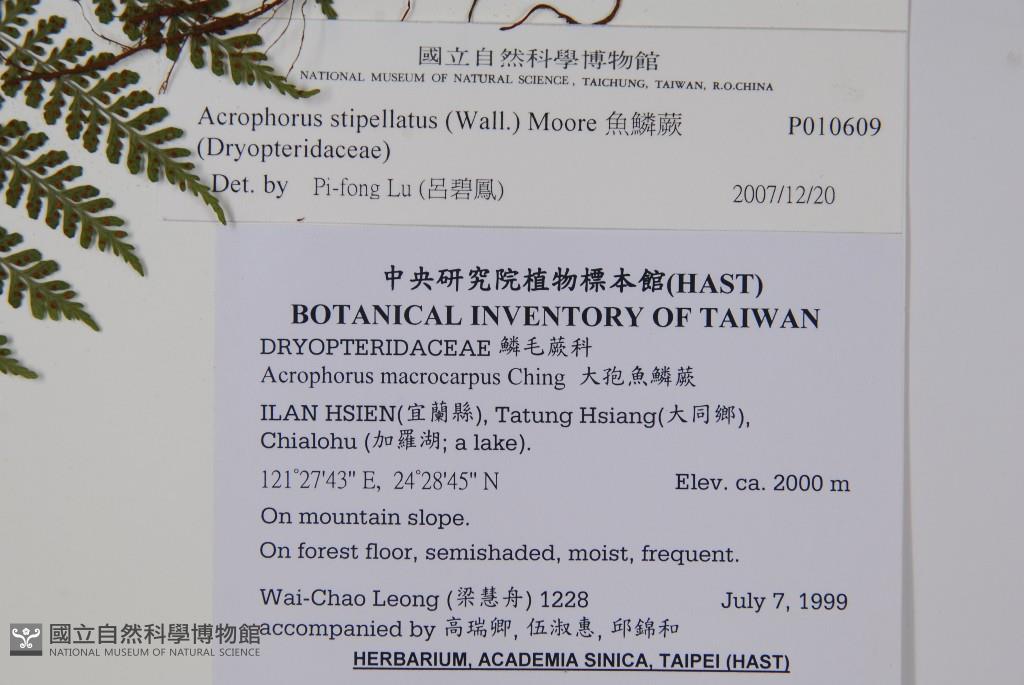 國立自然科學博物館
NATIONAL MUSEUM OF NATURAL SCIENCE, TAICHUNG, TAIWAN, R.O.CHINA
Acrophorus stipellatus (Wall.) Moore 魚鱗蕨 P010609
(Dryopteridaceae)
Det. by Pi-fong Lu (呂碧鳳) 2007/12/20
中央研究院植物標本館(HAST)
BOTANICAL INVENTORY OF TAIWAN
DRYOPTERIDACEAE 鱗毛蕨科
Acrophorus macrocarpus Ching 大孢魚鱗蕨
ILAN HSIEN(宜蘭縣), Tatung Hsiang(大同鄉),
Chialohu (加羅湖; a lake).
121°27'43" E, 24°28'45" N Elev. ca. 2000 m
On mountain slope.
On forest floor, semishaded, moist, frequent.
Wai-Chao Leong (梁慧舟) 1228 July 7, 1999
accompanied by 高瑞卿, 伍淑惠, 邱錦和
HERBARIUM, ACADEMIA SINICA, TAIPEI (HAST)
國立自然科學博物館
NATIONAL MUSEUM OF NATURAL SCIENCE